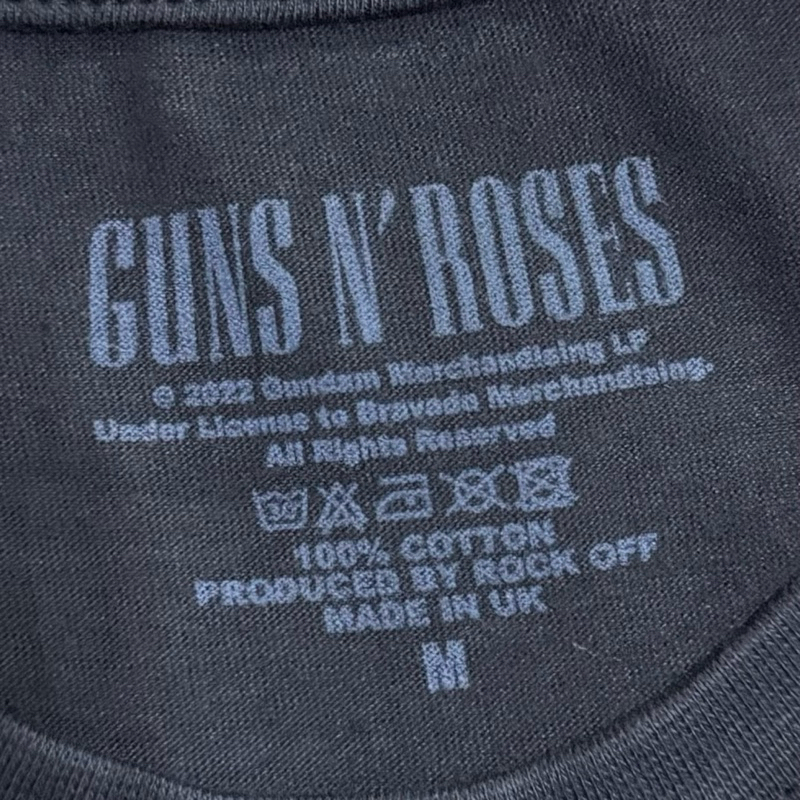 GUNS N' ROSES
© 2022 Gundam Merchandising LP
Under License to Bravado Merchandising.
All Rights Reserved
100% COTTON
PRODUCED BY ROCK OFF
MADE IN UK
M